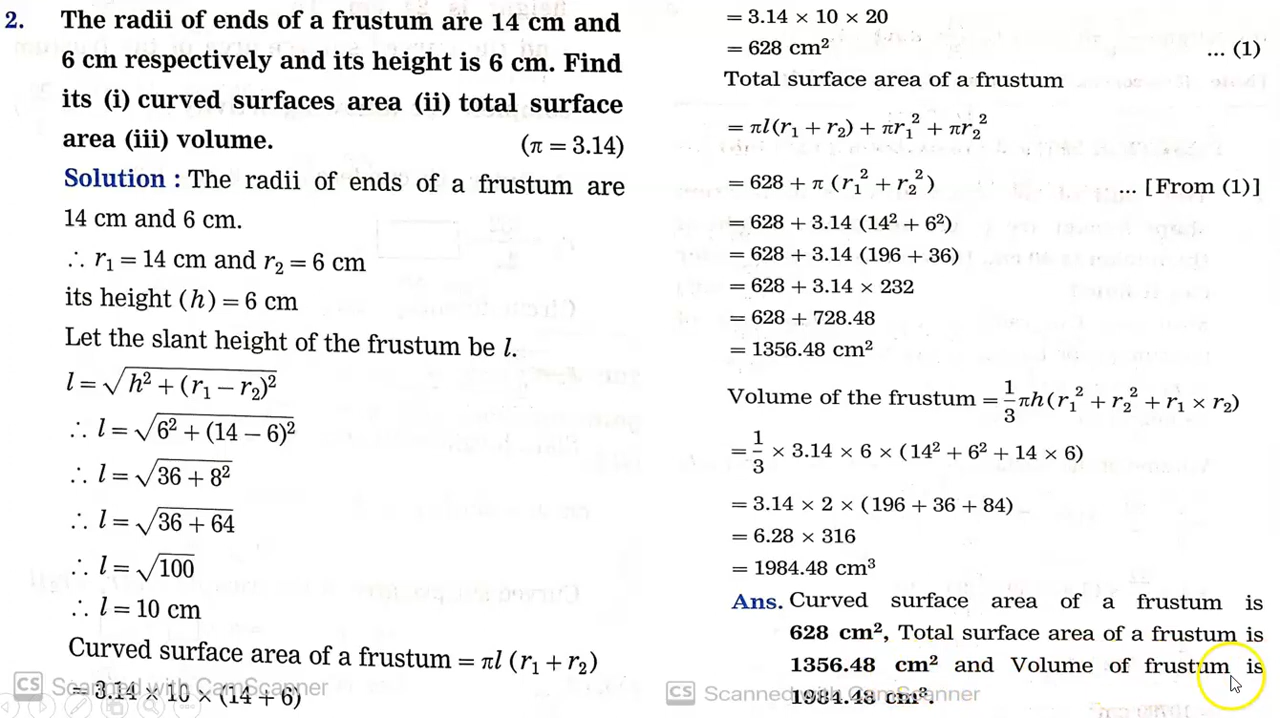 2. The radii of ends of a frustum are 14 cm and
6 cm respectively and its height is 6 cm. Find
its (i) curved surfaces area (ii) total surface
area (iii) volume. (π = 3.14)
Solution : The radii of ends of a frustum are
14 cm and 6 cm.
∴ r₁ = 14 cm and r₂ = 6 cm
its height (h) = 6 cm
Let the slant height of the frustum be l.
l = √(h² + (r₁ − r₂)²)
∴ l = √(6² + (14 − 6)²)
∴ l = √(36 + 8²)
∴ l = √(36 + 64)
∴ l = √100
∴ l = 10 cm
Curved surface area of a frustum = πl (r₁ + r₂)
= 3.14 × 10 × (14 + 6)
CS Scanned with CamScanner
= 3.14 × 10 × 20
= 628 cm² ... (1)
Total surface area of a frustum
= πl(r₁ + r₂) + πr₁² + πr₂²
= 628 + π (r₁² + r₂²) ... [From (1)]
= 628 + 3.14 (14² + 6²)
= 628 + 3.14 (196 + 36)
= 628 + 3.14 × 232
= 628 + 728.48
= 1356.48 cm²
Volume of the frustum = 1/3 πh(r₁² + r₂² + r₁ × r₂)
= 1/3 × 3.14 × 6 × (14² + 6² + 14 × 6)
= 3.14 × 2 × (196 + 36 + 84)
= 6.28 × 316
= 1984.48 cm³
Ans. Curved surface area of a frustum is
628 cm², Total surface area of a frustum is
1356.48 cm² and Volume of frustum is
1984.48 cm³.
CS Scanned with CamScanner